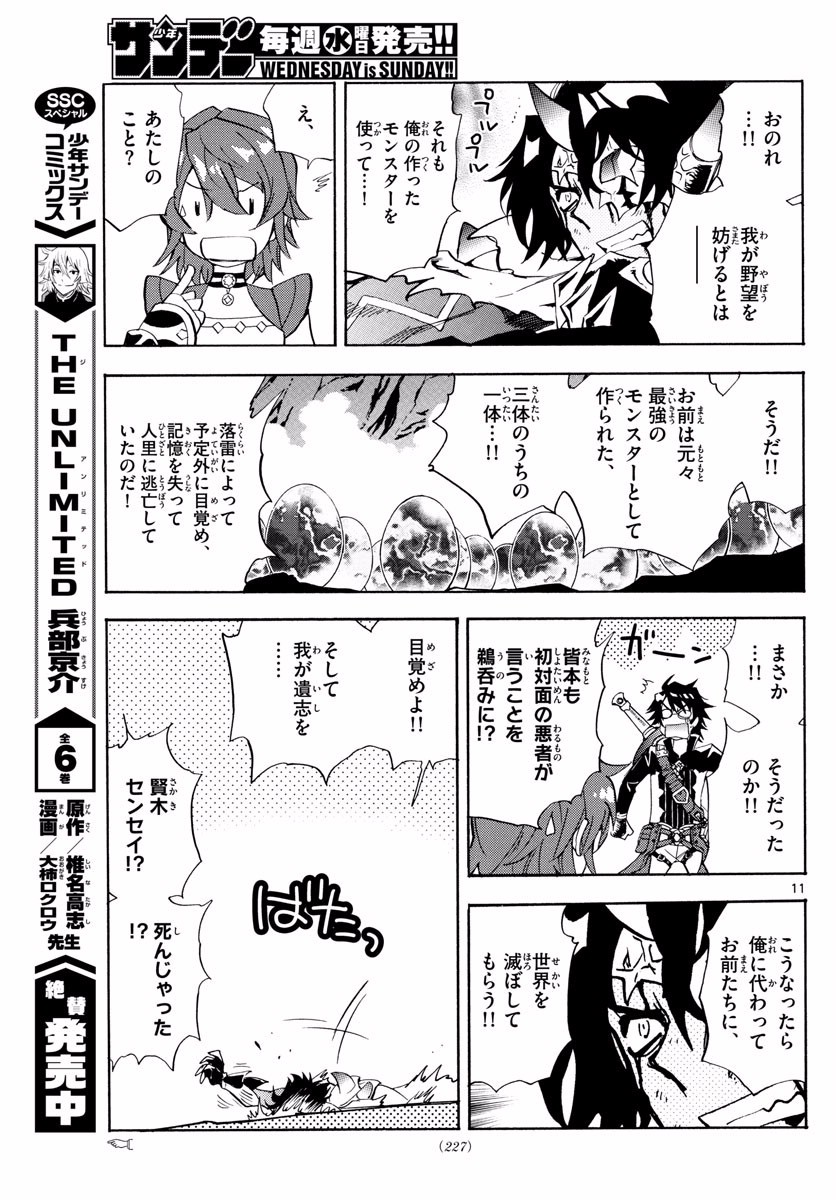 少年サンデー
毎週水曜日発売!!
WEDNESDAY is SUNDAY!!
おのれ
…!!
我が野望を
妨げるとは
――
それも
俺の作った
モンスターを
使って…!
プルプル
え、
あたしの
こと?
そうだ!!
お前は元々
最強の
モンスターとして
作られた、
三体のうちの
一体…!!
落雷によって
予定外に目覚め、
記憶を失って
人里に逃亡して
いたのだ!
まさか
…!!
そうだった
のか!!
ガーン
皆本も
初対面の悪者が
言うことを
鵜呑みに!?
こうなったら
俺に代わって
お前たちに、
世界を
滅ぼして
もらう!!
目覚めよ!!
そして
我が遺志を
ばたっ
賢木
センセイ!?
死んじゃった
!?
11
(227)
SSC
スペシャル
少年サンデー
コミックス
THE UNLIMITED 兵部京介
全6巻
原作/椎名高志
漫画/大柿ロクロウ
先生
絶賛
発売中